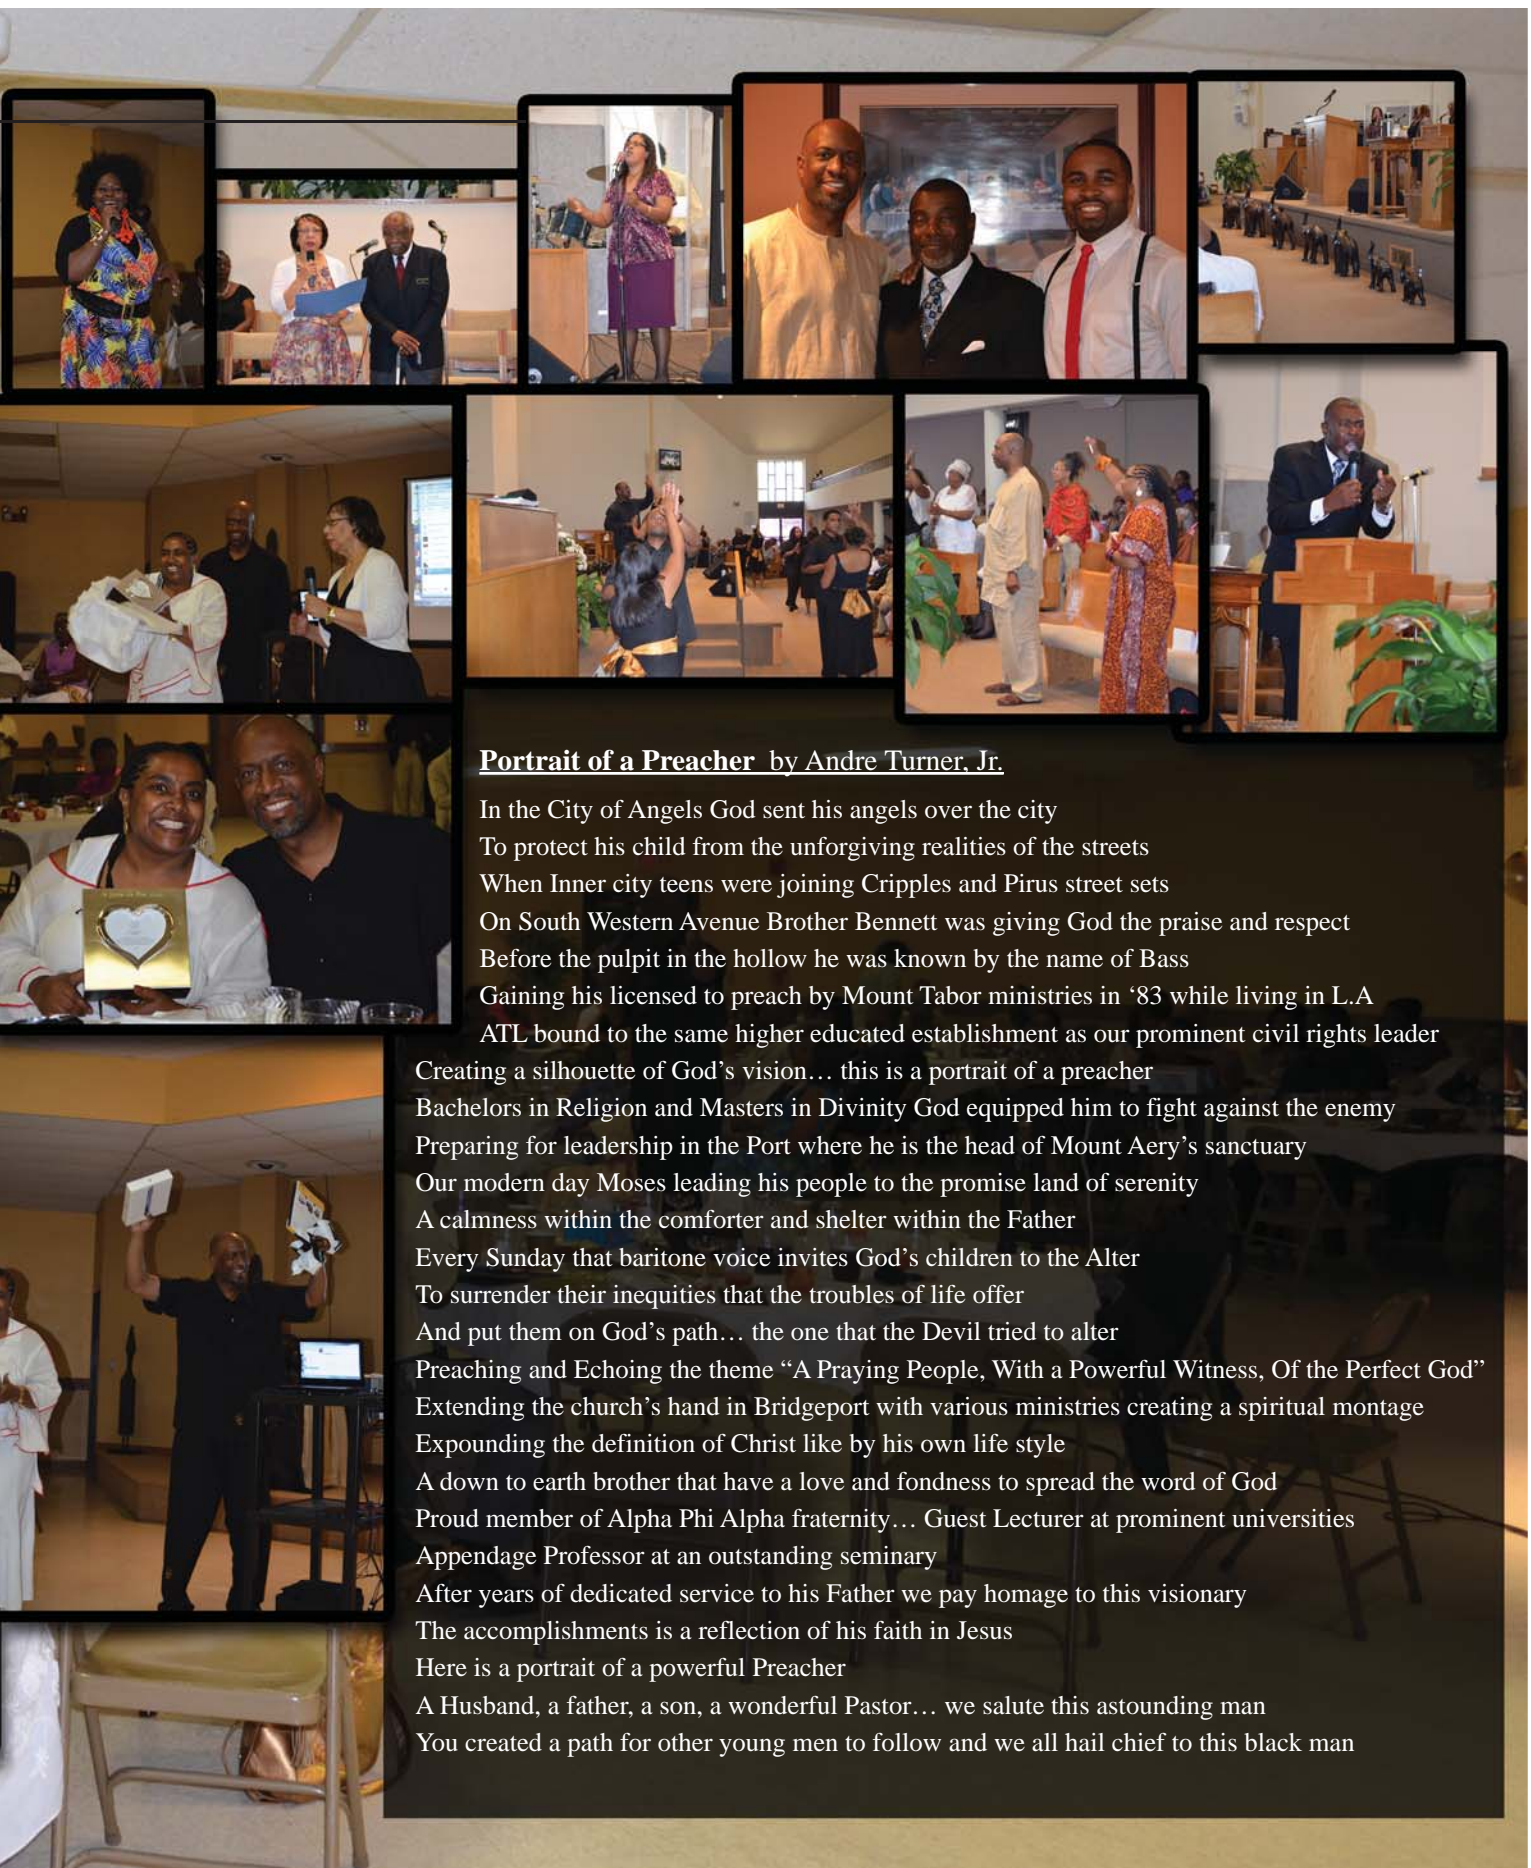 Portrait of a Preacher by Andre Turner, Jr.
In the City of Angels God sent his angels over the city
To protect his child from the unforgiving realities of the streets
When Inner city teens were joining Cripples and Pirus street sets
On South Western Avenue Brother Bennett was giving God the praise and respect
Before the pulpit in the hollow he was known by the name of Bass
Gaining his licensed to preach by Mount Tabor ministries in ‘83 while living in L.A
ATL bound to the same higher educated establishment as our prominent civil rights leader
Creating a silhouette of God’s vision… this is a portrait of a preacher
Bachelors in Religion and Masters in Divinity God equipped him to fight against the enemy
Preparing for leadership in the Port where he is the head of Mount Aery’s sanctuary
Our modern day Moses leading his people to the promise land of serenity
A calmness within the comforter and shelter within the Father
Every Sunday that baritone voice invites God’s children to the Alter
To surrender their inequities that the troubles of life offer
And put them on God’s path… the one that the Devil tried to alter
Preaching and Echoing the theme “A Praying People, With a Powerful Witness, Of the Perfect God”
Extending the church’s hand in Bridgeport with various ministries creating a spiritual montage
Expounding the definition of Christ like by his own life style
A down to earth brother that have a love and fondness to spread the word of God
Proud member of Alpha Phi Alpha fraternity… Guest Lecturer at prominent universities
Appendage Professor at an outstanding seminary
After years of dedicated service to his Father we pay homage to this visionary
The accomplishments is a reflection of his faith in Jesus
Here is a portrait of a powerful Preacher
A Husband, a father, a son, a wonderful Pastor… we salute this astounding man
You created a path for other young men to follow and we all hail chief to this black man